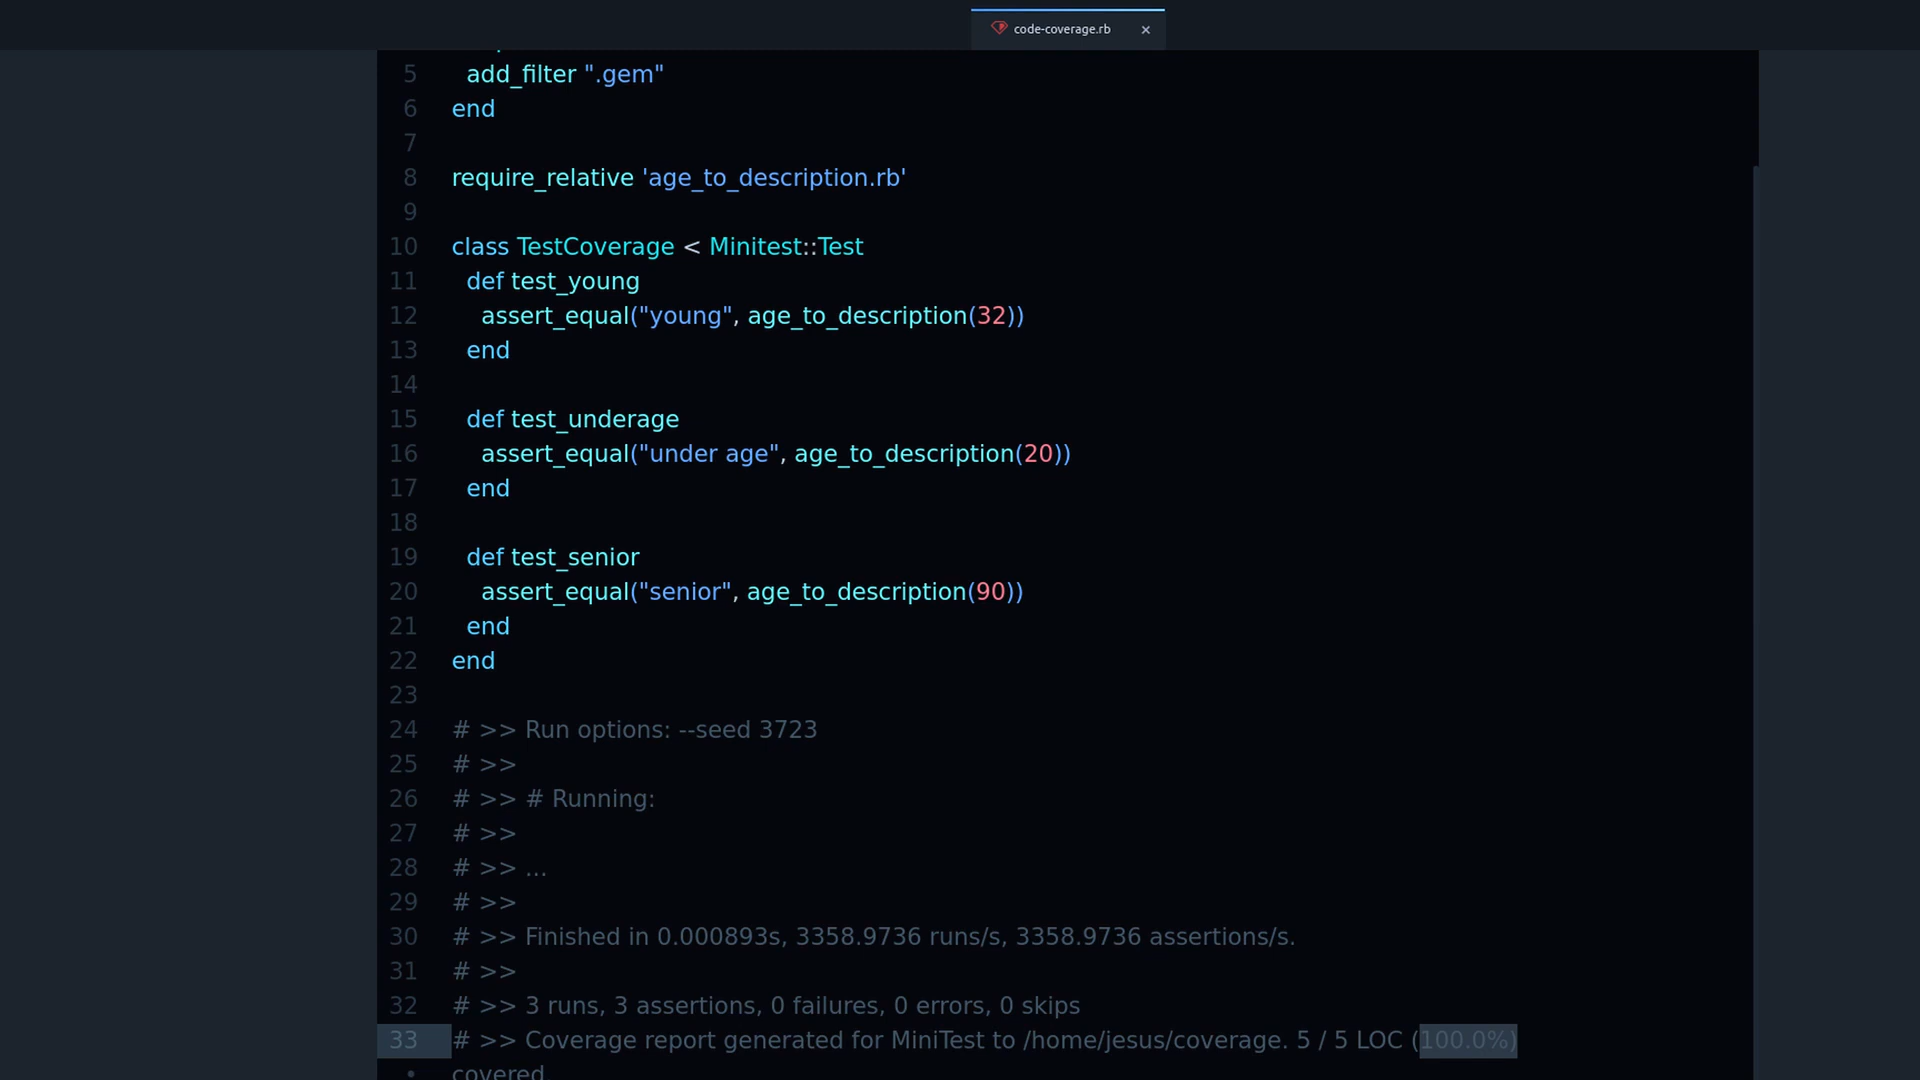 code-coverage.rb ×
5 add_filter ".gem"
6 end
7
8 require_relative 'age_to_description.rb'
9
10 class TestCoverage < Minitest::Test
11 def test_young
12 assert_equal("young", age_to_description(32))
13 end
14
15 def test_underage
16 assert_equal("under age", age_to_description(20))
17 end
18
19 def test_senior
20 assert_equal("senior", age_to_description(90))
21 end
22 end
23
24 # >> Run options: --seed 3723
25 # >>
26 # >> # Running:
27 # >>
28 # >> ...
29 # >>
30 # >> Finished in 0.000893s, 3358.9736 runs/s, 3358.9736 assertions/s.
31 # >>
32 # >> 3 runs, 3 assertions, 0 failures, 0 errors, 0 skips
33 # >> Coverage report generated for MiniTest to /home/jesus/coverage. 5 / 5 LOC (100.0%)
• covered.